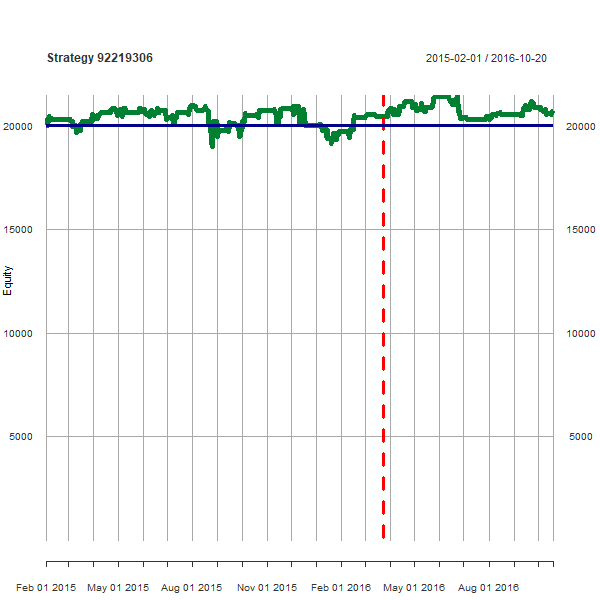 Strategy 92219306
2015-02-01 / 2016-10-20
20000
20000
15000
15000
Equity
10000
10000
5000
5000
Feb 01 2015
May 01 2015
Aug 01 2015
Nov 01 2015
Feb 01 2016
May 01 2016
Aug 01 2016